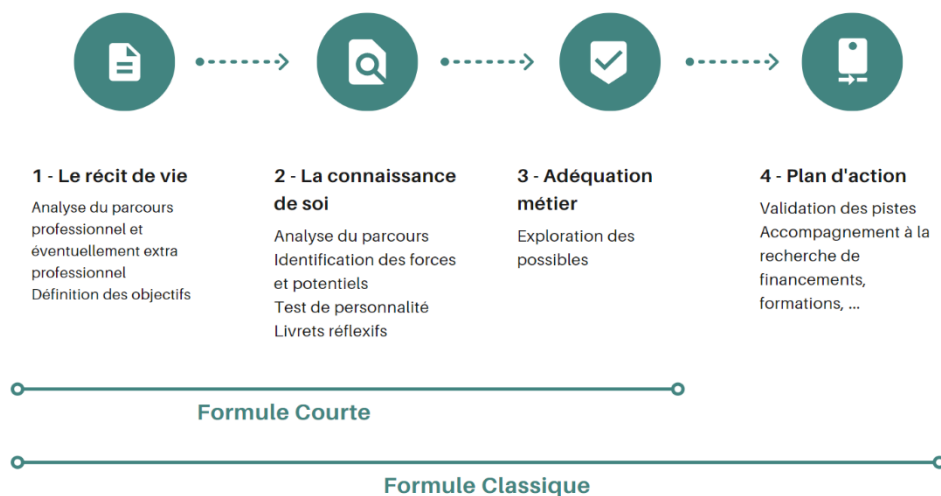 1 - Le récit de vie
Analyse du parcours
professionnel et
éventuellement extra
professionnel
Définition des objectifs
2 - La connaissance
de soi
Analyse du parcours
Identification des forces
et potentiels
Test de personnalité
Livrets réflexifs
3 - Adéquation
métier
Exploration des
possibles
4 - Plan d'action
Validation des pistes
Accompagnement à la
recherche de
financements,
formations, ...
Formule Courte
Formule Classique